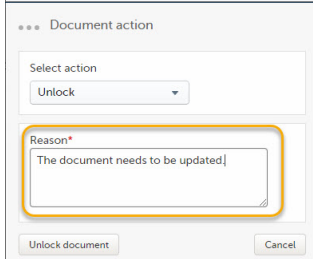 Document action
Select action
Unlock
Reason*
The document needs to be updated.
Unlock document Cancel